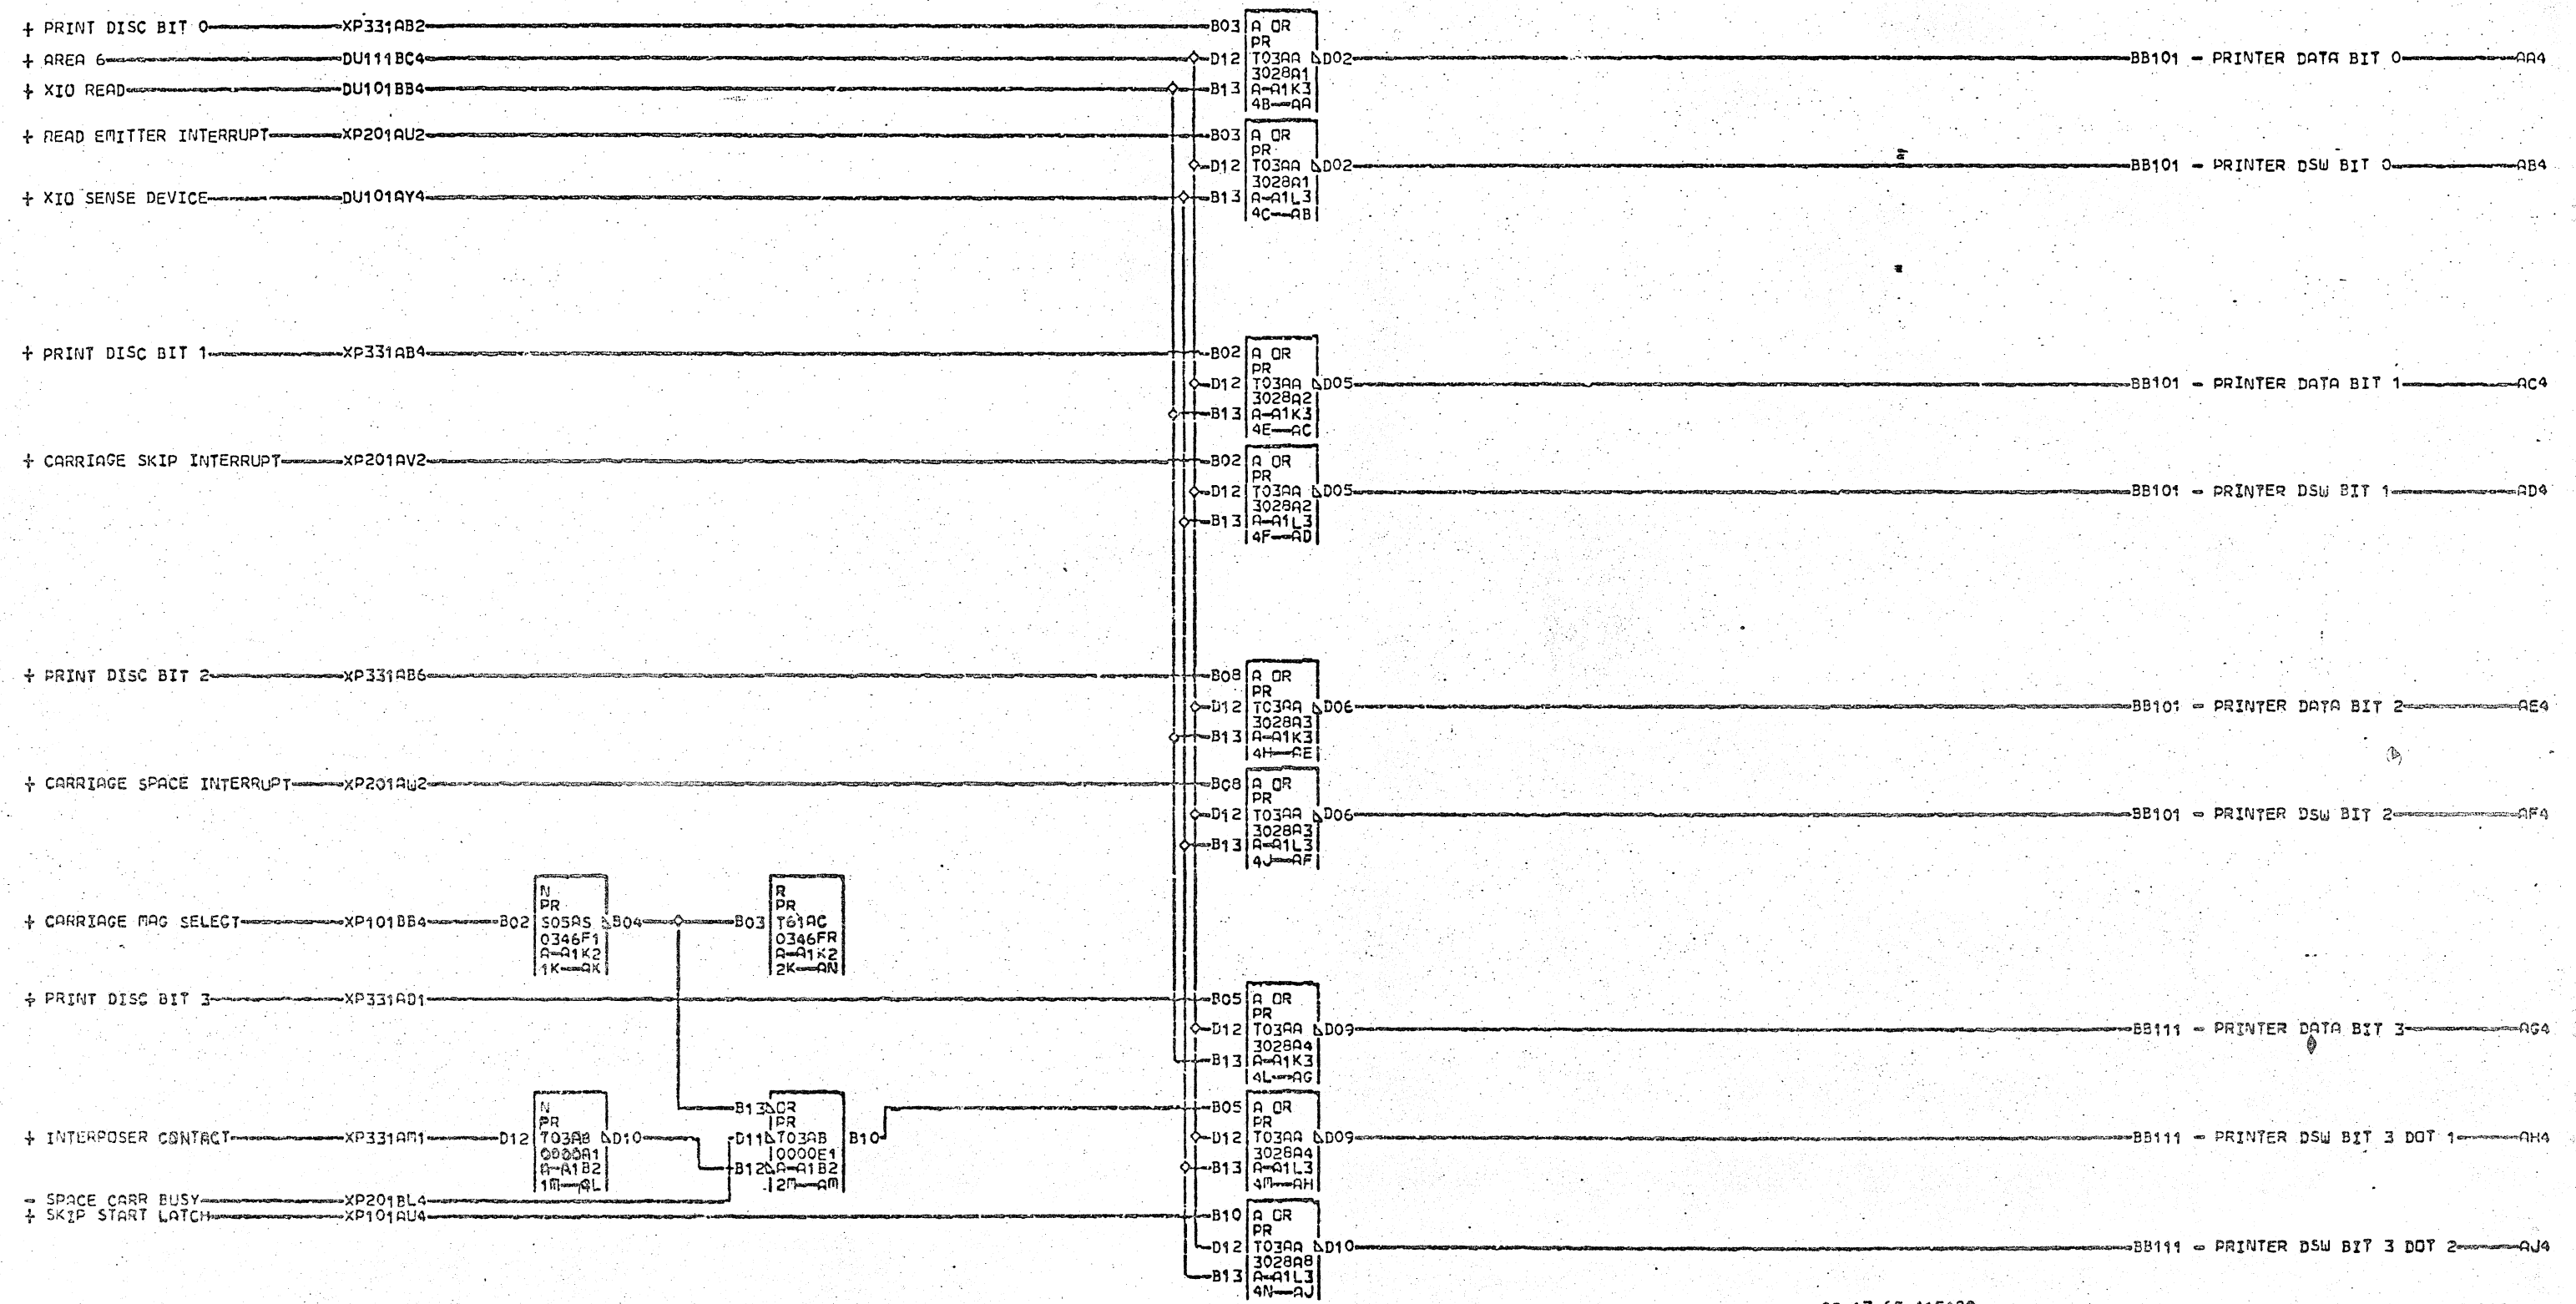 + PRINT DISC BIT 0 XP331AB2 B03 A OR
PR
+ AREA 6 DU111BC4 D12 T03AA D02 BB101 - PRINTER DATA BIT 0 AA4
3028A1
+ XIO READ DU101BB4 B13 A-A1K3
4B--AA
+ READ EMITTER INTERRUPT XP201AU2 B03 A OR
PR
D12 T03AA D02 BB101 - PRINTER DSW BIT 0 AB4
3028A1
+ XIO SENSE DEVICE DU101AY4 B13 A-A1L3
4C--AB
+ PRINT DISC BIT 1 XP331AB4 B02 A OR
PR
D12 T03AA D05 BB101 - PRINTER DATA BIT 1 AC4
3028A2
B13 A-A1K3
4E--AC
+ CARRIAGE SKIP INTERRUPT XP201AV2 B02 A OR
PR
D12 T03AA D05 BB101 - PRINTER DSW BIT 1 AD4
3028A2
B13 A-A1L3
4F--AD
+ PRINT DISC BIT 2 XP331AB6 B08 A OR
PR
D12 T03AA D06 BB101 - PRINTER DATA BIT 2 AE4
3028A3
B13 A-A1K3
4H--AE
+ CARRIAGE SPACE INTERRUPT XP201AW2 B08 A OR
PR
D12 T03AA D06 BB101 - PRINTER DSW BIT 2 AF4
3028A3
B13 A-A1L3
4J--AF
N R
PR PR
+ CARRIAGE MAG SELECT XP101BB4 B02 S05AS B04 B03 T61AC
0346F1 0346FR
A-A1K2 A-A1K2
1K--AK 2K--AN
+ PRINT DISC BIT 3 XP331AD1 B05 A OR
PR
D12 T03AA D09 BB111 - PRINTER DATA BIT 3 AG4
3028A4
B13 A-A1K3
4L--AG
N B13 OR B05 A OR
PR PR PR
+ INTERPOSER CONTACT XP331AM1 D12 T03AB D10 D11 T03AB B10 D12 T03AA D09 BB111 - PRINTER DSW BIT 3 DOT 1 AH4
0000A1 0000E1 3028A4
A-A1B2 B12 A-A1B2 B13 A-A1L3
1M--AL 2M--AM 4M--AH
- SPACE CARR BUSY XP201BL4
+ SKIP START LATCH XP101AU4 B10 A OR
PR
D12 T03AA D10 BB111 - PRINTER DSW BIT 3 DOT 2 AJ4
3028A8
B13 A-A1L3
4N--AJ